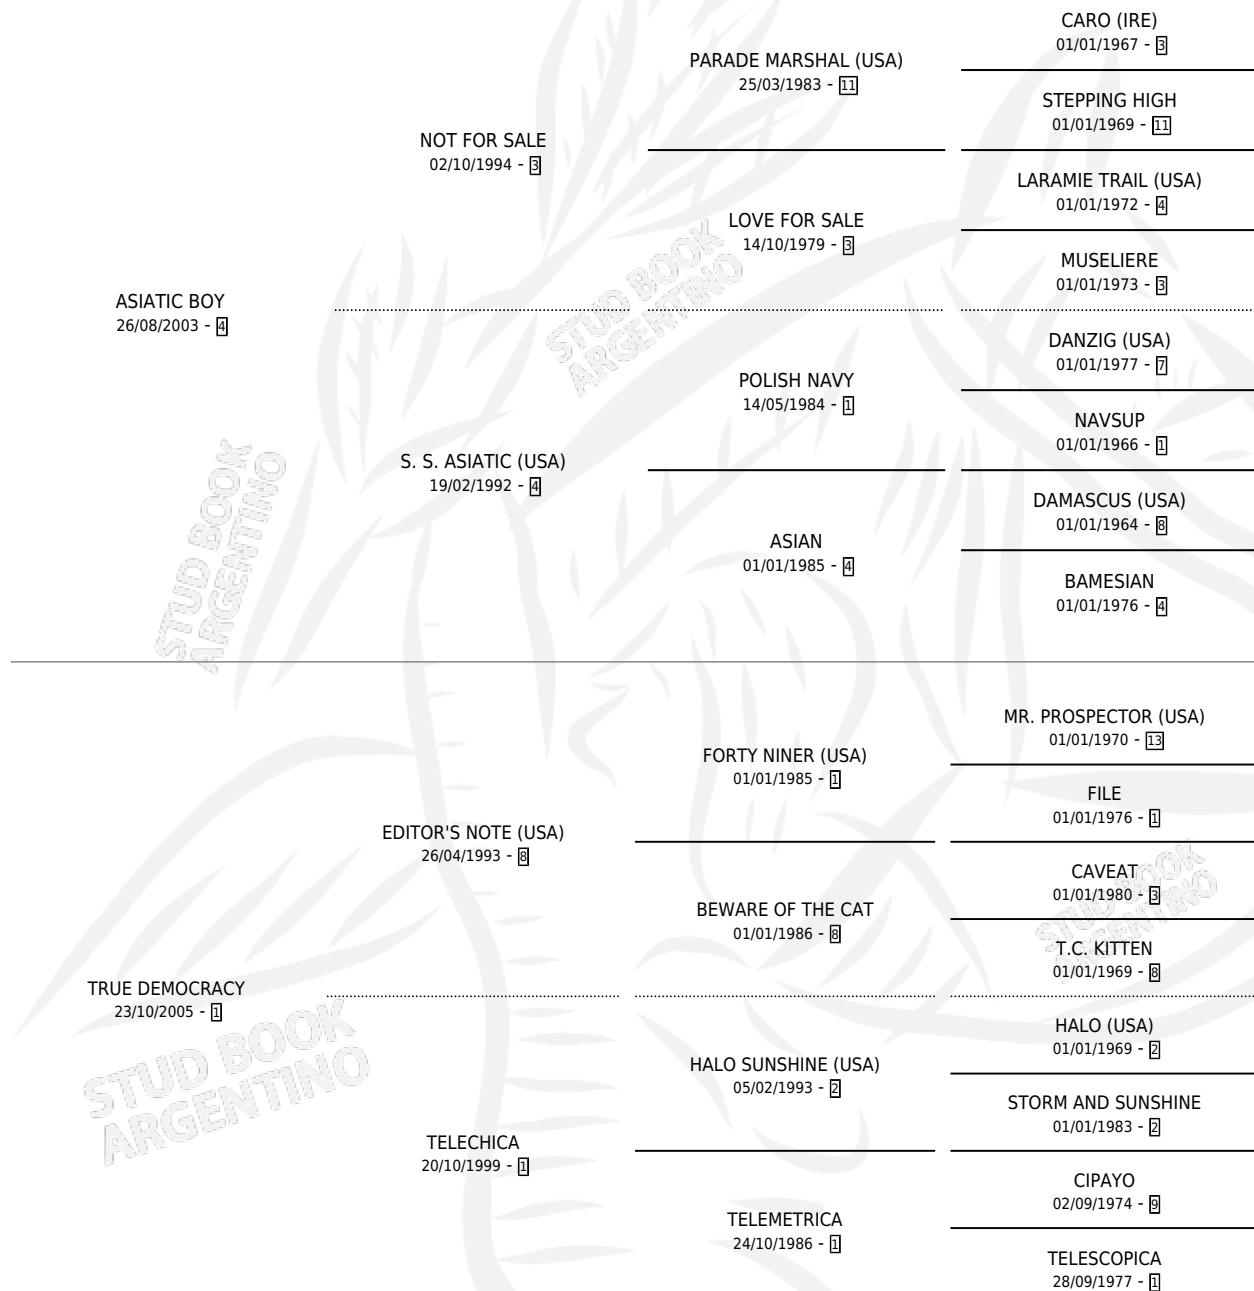 CARO (IRE)
01/01/1967 - 3
PARADE MARSHAL (USA)
25/03/1983 - 11
STEPPING HIGH
01/01/1969 - 11
NOT FOR SALE
02/10/1994 - 3
LARAMIE TRAIL (USA)
01/01/1972 - 4
LOVE FOR SALE
14/10/1979 - 3
MUSELIERE
01/01/1973 - 3
ASIATIC BOY
26/08/2003 - 4
STUD BOOK
ARGENTINO
DANZIG (USA)
01/01/1977 - 7
POLISH NAVY
14/05/1984 - 1
NAVSUP
01/01/1966 - 1
S. S. ASIATIC (USA)
19/02/1992 - 4
DAMASCUS (USA)
01/01/1964 - 8
ASIAN
01/01/1985 - 4
BAMESIAN
01/01/1976 - 4
STUD BOOK
ARGENTINO
MR. PROSPECTOR (USA)
01/01/1970 - 13
FORTY NINER (USA)
01/01/1985 - 1
FILE
01/01/1976 - 1
EDITOR'S NOTE (USA)
26/04/1993 - 8
CAVEAT
01/01/1980 - 3
BEWARE OF THE CAT
01/01/1986 - 8
STUD BOOK
ARGENTINO
T.C. KITTEN
01/01/1969 - 8
TRUE DEMOCRACY
23/10/2005 - 1
HALO (USA)
01/01/1969 - 2
HALO SUNSHINE (USA)
05/02/1993 - 2
STORM AND SUNSHINE
01/01/1983 - 2
STUD BOOK
ARGENTINO
TELECHICA
20/10/1999 - 1
CIPAYO
02/09/1974 - 9
TELEMETRICA
24/10/1986 - 1
TELESCOPICA
28/09/1977 - 1